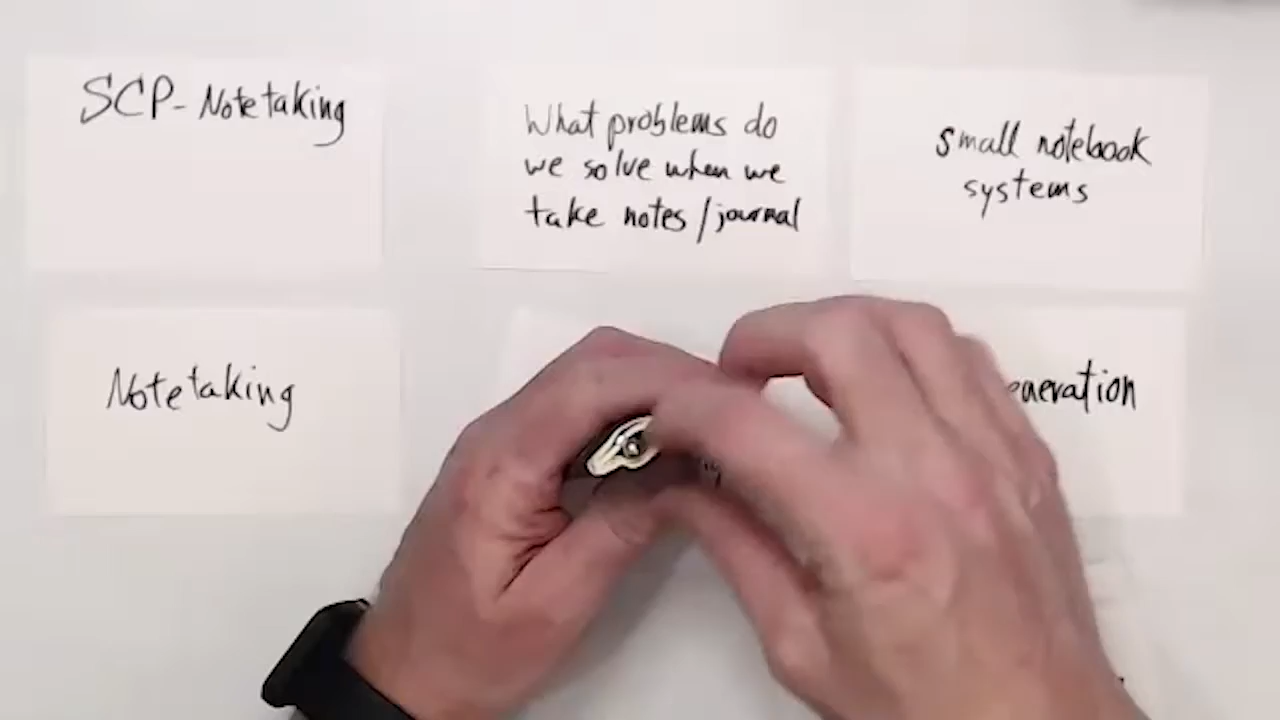 SCP- Notetaking
What problems do
we solve when we
take notes / journal
small notebook
systems
Notetaking